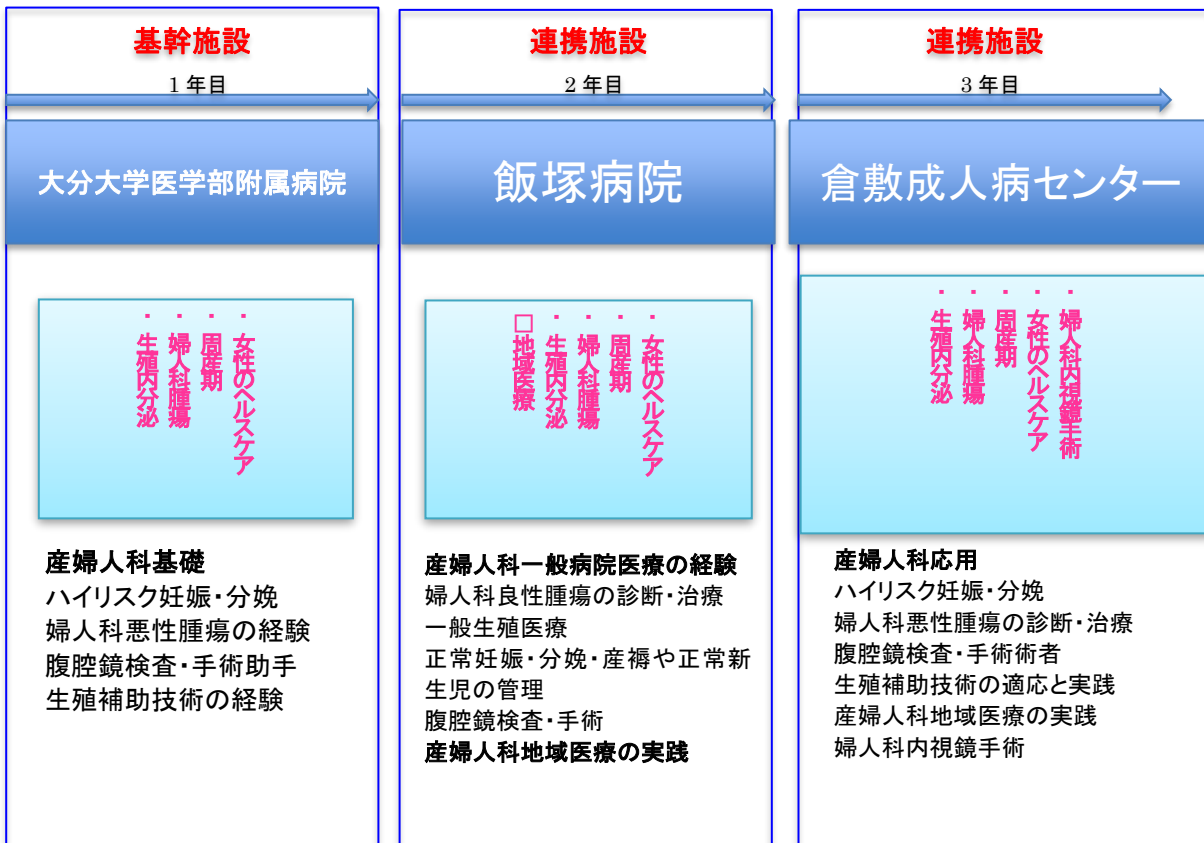 基幹施設
1 年目
大分大学医学部附属病院
・女性のヘルスケア
・周産期
・婦人科腫瘍
・生殖内分泌
産婦人科基礎
ハイリスク妊娠・分娩
婦人科悪性腫瘍の経験
腹腔鏡検査・手術助手
生殖補助技術の経験
連携施設
2 年目
飯塚病院
・女性のヘルスケア
・周産期
・婦人科腫瘍
・生殖内分泌
□地域医療
産婦人科一般病院医療の経験
婦人科良性腫瘍の診断・治療
一般生殖医療
正常妊娠・分娩・産褥や正常新
生児の管理
腹腔鏡検査・手術
産婦人科地域医療の実践
連携施設
3 年目
倉敷成人病センター
・婦人科内視鏡手術
・女性のヘルスケア
・周産期
・婦人科腫瘍
・生殖内分泌
産婦人科応用
ハイリスク妊娠・分娩
婦人科悪性腫瘍の診断・治療
腹腔鏡検査・手術術者
生殖補助技術の適応と実践
産婦人科地域医療の実践
婦人科内視鏡手術